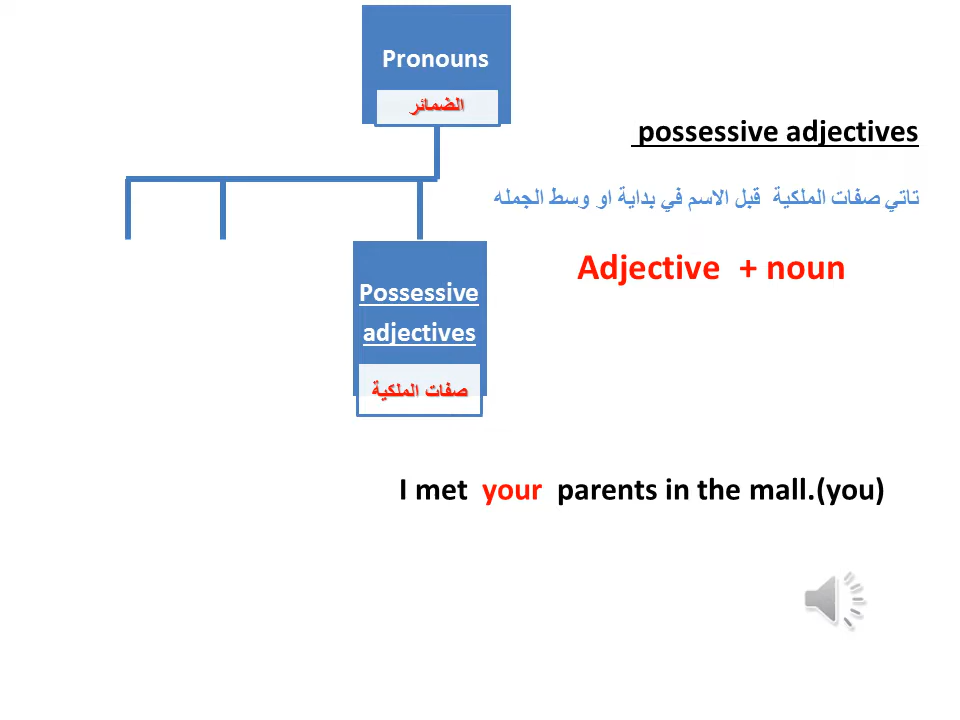 Pronouns
الضمائر
possessive adjectives
تاتي صفات الملكية قبل الاسم في بداية او وسط الجمله
Adjective + noun
Possessive
adjectives
صفات الملكية
I met your parents in the mall.(you)